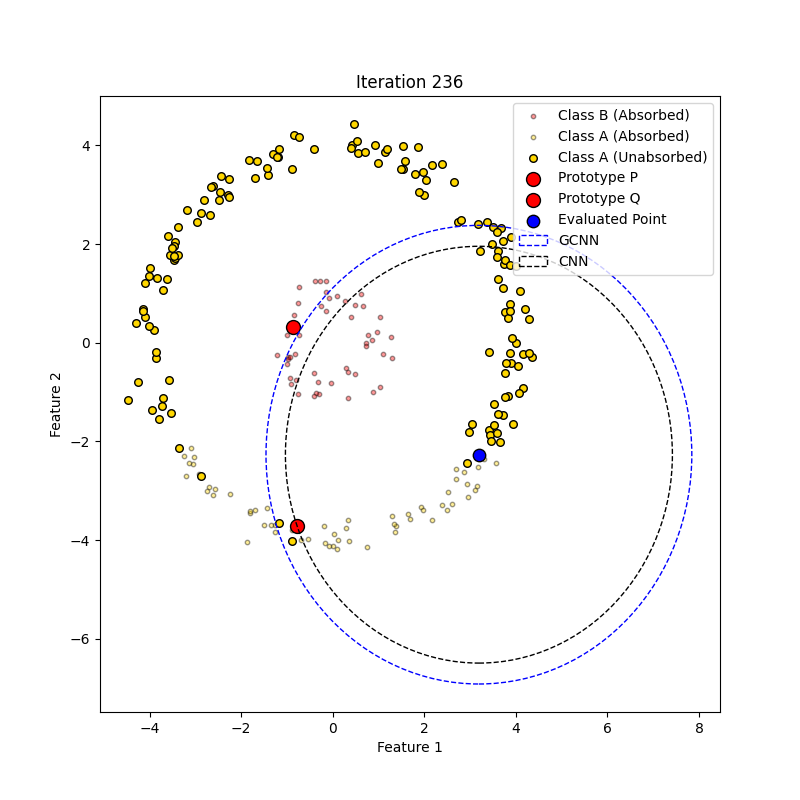 Iteration 236
Class B (Absorbed)
Class A (Absorbed)
Class A (Unabsorbed)
Prototype P
Prototype Q
Evaluated Point
GCNN
CNN
4
2
0
−2
−4
−6
Feature 2
−4
−2
0
2
4
6
8
Feature 1